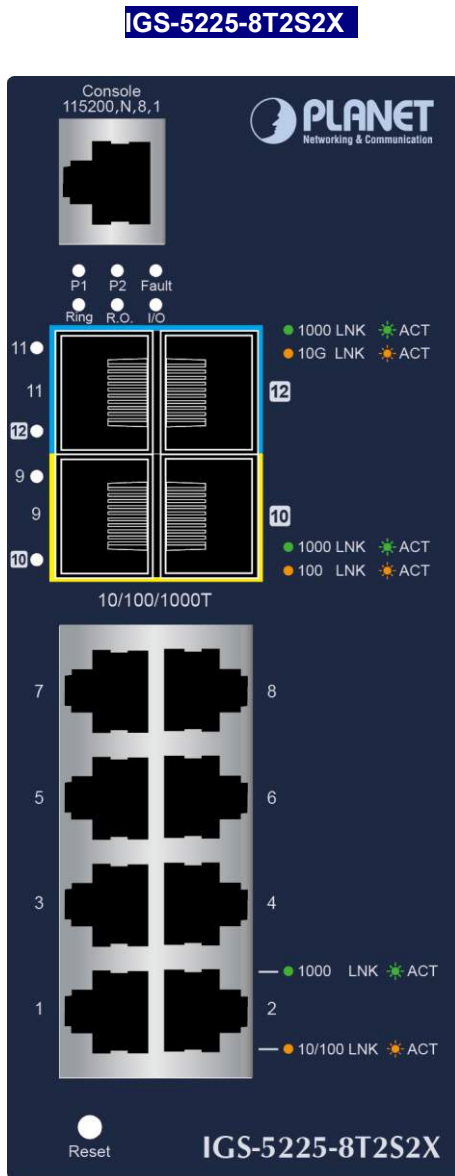 IGS-5225-8T2S2X
Console
115200,N,8,1
PLANET
Networking & Communication
P1 P2 Fault
Ring R.O. I/O
11
1000 LNK ACT
10G LNK ACT
11
12
12
9
9
10
1000 LNK ACT
10
100 LNK ACT
10/100/1000T
7 8
5 6
3 4
1000 LNK ACT
1 2
10/100 LNK ACT
Reset
IGS-5225-8T2S2X